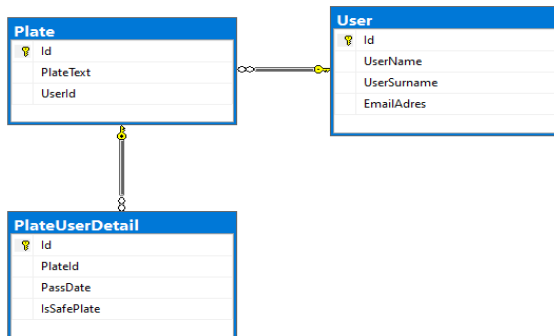 Plate
Id
PlateText
UserId
User
Id
UserName
UserSurname
EmailAdres
PlateUserDetail
Id
PlateId
PassDate
IsSafePlate